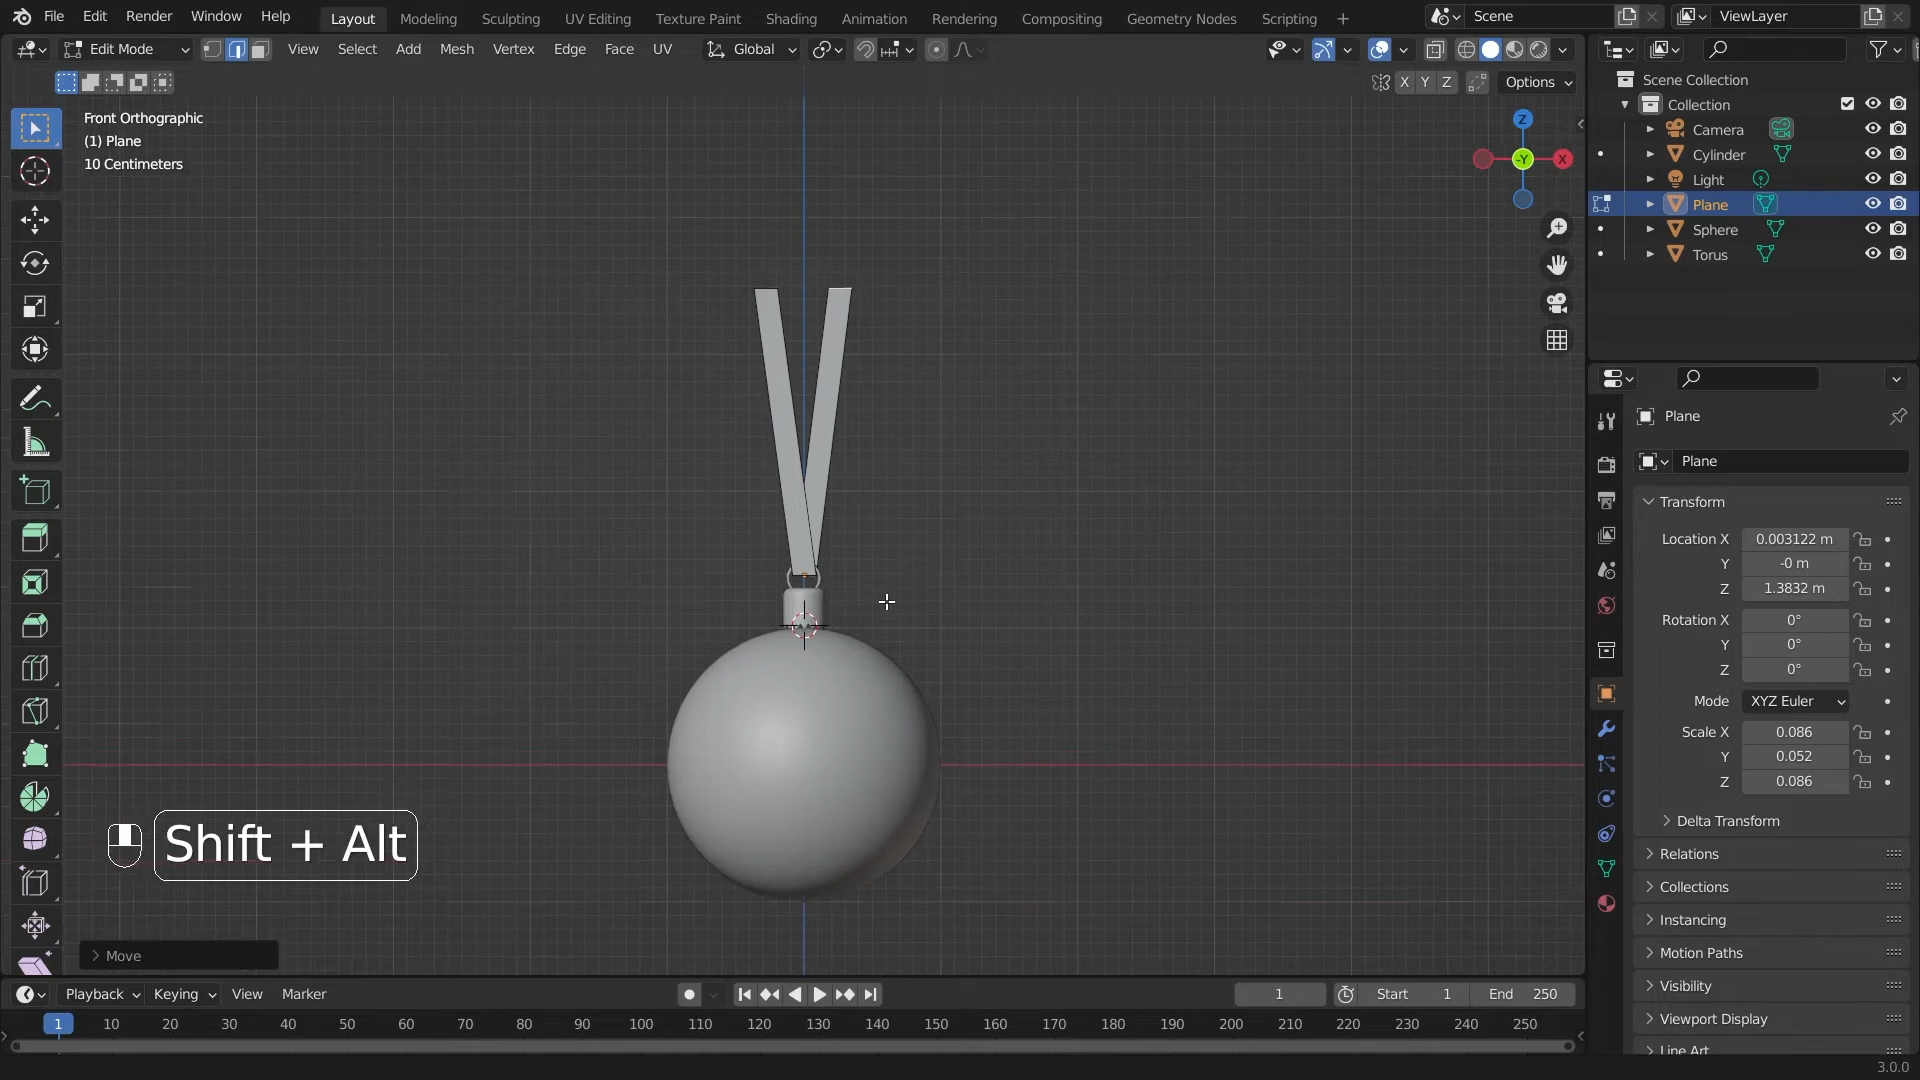 File Edit Render Window Help Layout Modeling Sculpting UV Editing Texture Paint Shading Animation Rendering Compositing Geometry Nodes Scripting Scene ViewLayer
Edit Mode View Select Add Mesh Vertex Edge Face UV Global
X Y Z Options
Front Orthographic
(1) Plane
10 Centimeters
Z
-Y X
Shift + Alt
Move
Scene Collection
Collection
Camera
Cylinder
Light
Plane
Sphere
Torus
Plane
Plane
Transform
Location X 0.003122 m
Y -0 m
Z 1.3832 m
Rotation X 0°
Y 0°
Z 0°
Mode XYZ Euler
Scale X 0.086
Y 0.052
Z 0.086
Delta Transform
Relations
Collections
Instancing
Motion Paths
Visibility
Viewport Display
Line Art
Playback Keying View Marker 1 Start 1 End 250
1 10 20 30 40 50 60 70 80 90 100 110 120 130 140 150 160 170 180 190 200 210 220 230 240 250
3.0.0